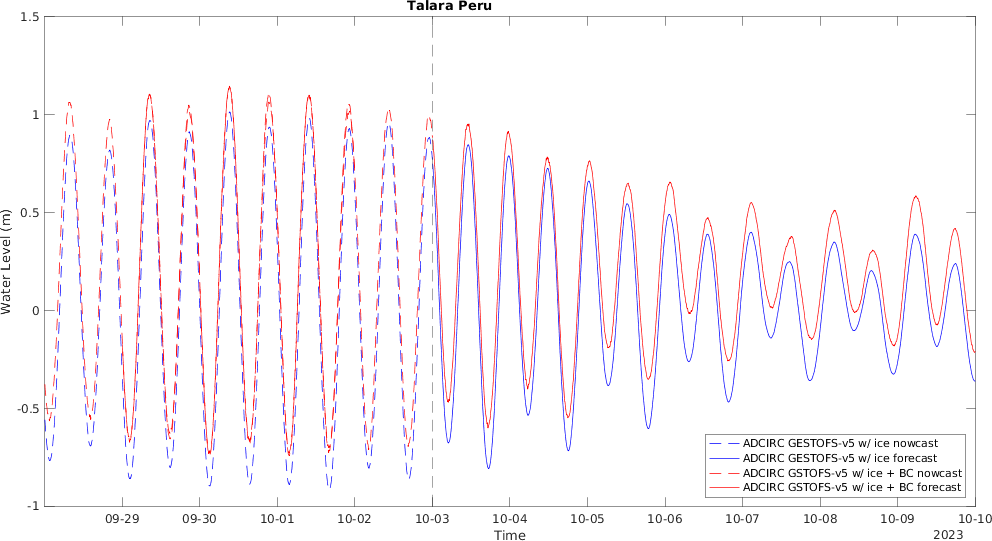 Talara Peru
1.5
1
0.5
0
-0.5
-1
Water Level (m)
ADCIRC GESTOFS-v5 w/ ice nowcast
ADCIRC GESTOFS-v5 w/ ice forecast
ADCIRC GSTOFS-v5 w/ ice + BC nowcast
ADCIRC GSTOFS-v5 w/ ice + BC forecast
09-29 09-30 10-01 10-02 10-03 10-04 10-05 10-06 10-07 10-08 10-09 10-10
Time
2023